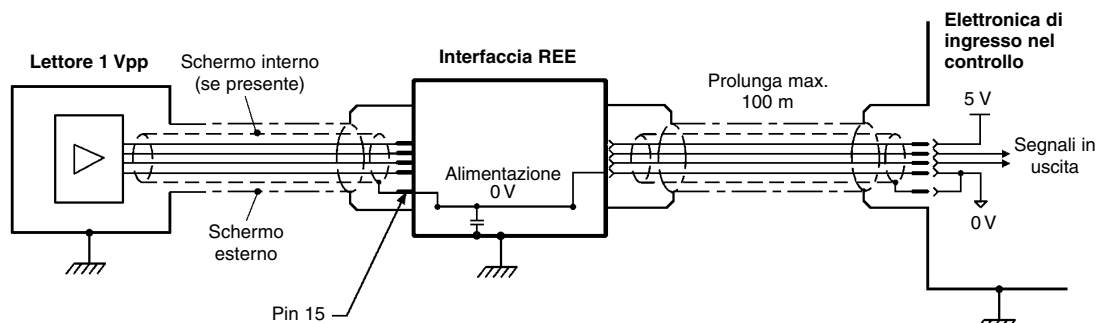 Elettronica di
ingresso nel
controllo
Lettore 1 Vpp
Schermo interno
(se presente)
Interfaccia REE
Prolunga max.
100 m
5 V
Segnali in
uscita
Alimentazione
0 V
0 V
Schermo
esterno
Pin 15